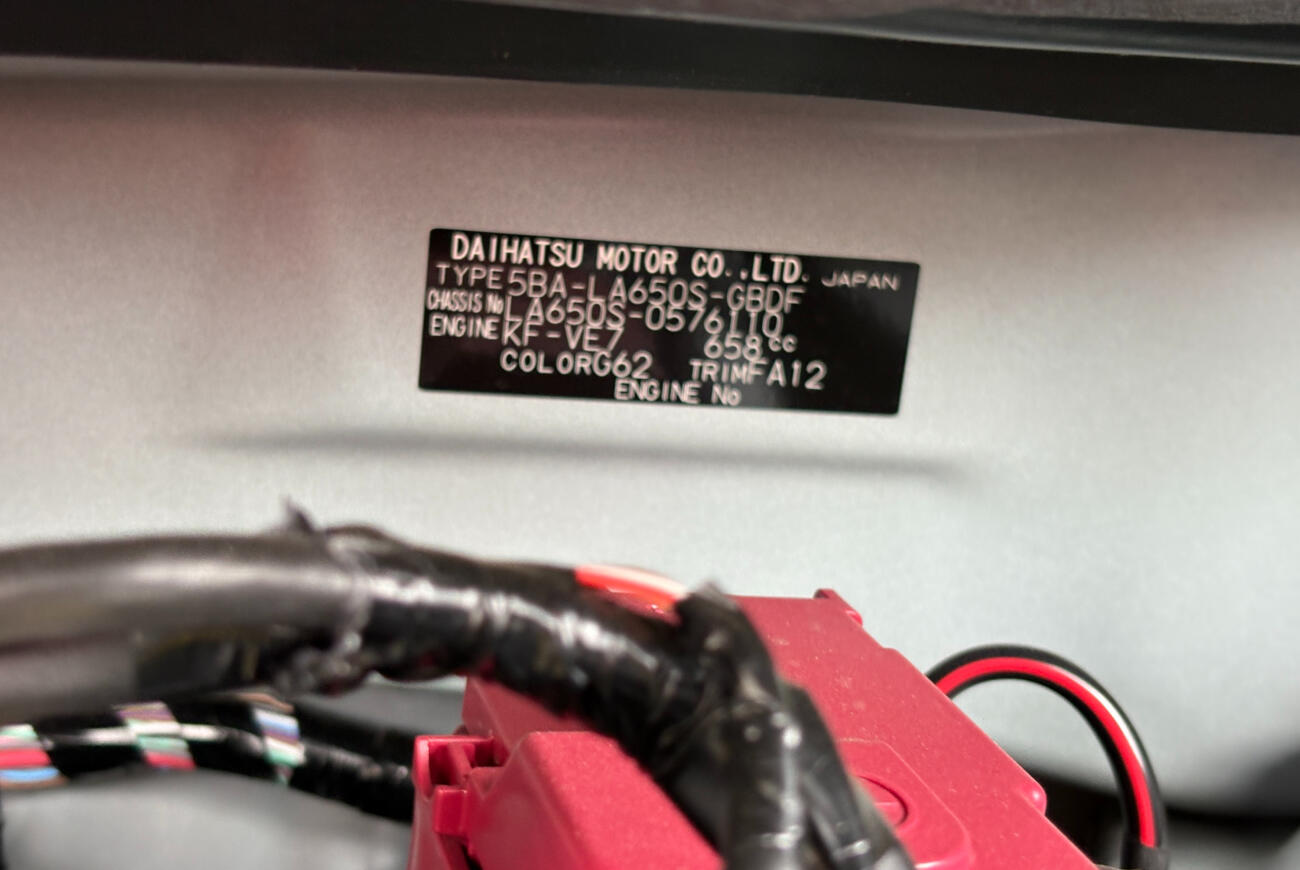 DAIHATSU MOTOR CO.,LTD. JAPAN
TYPE 5BA-LA650S-GBDF
CHASSIS No LA650S-0576110
ENGINE KF-VE7 658cc
COLOR G62 TRIM FA12
ENGINE No